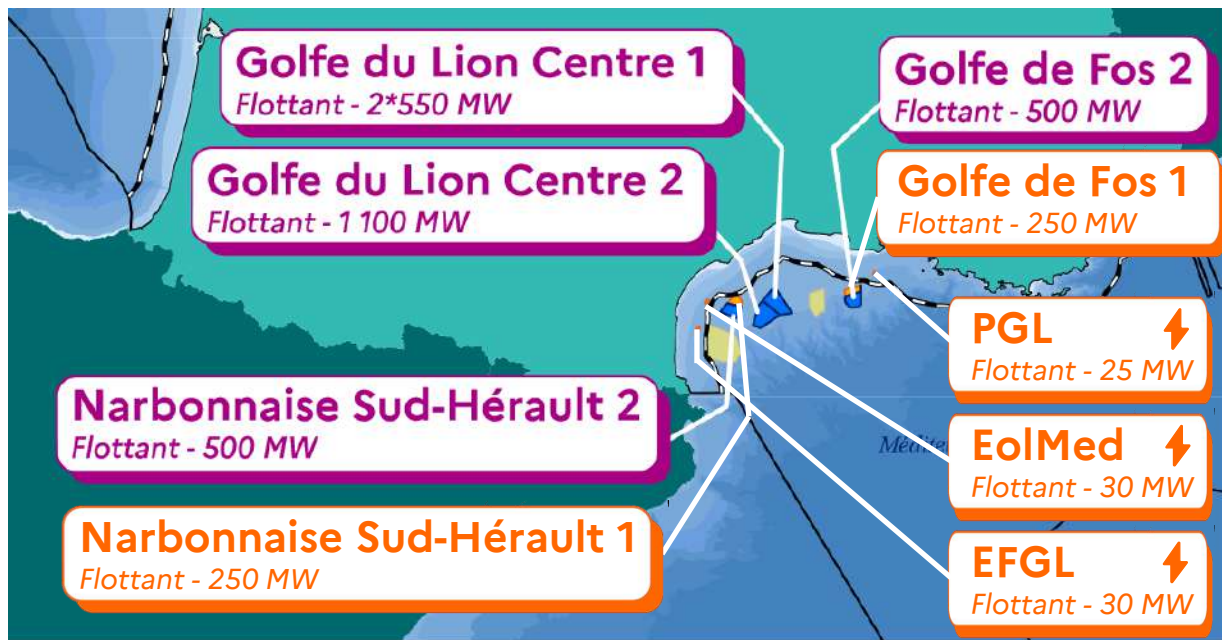 Golfe du Lion Centre 1
Flottant - 2*550 MW
Golfe de Fos 2
Flottant - 500 MW
Golfe du Lion Centre 2
Flottant - 1 100 MW
Golfe de Fos 1
Flottant - 250 MW
PGL
Flottant - 25 MW
Narbonnaise Sud-Hérault 2
Flottant - 500 MW
EolMed
Flottant - 30 MW
Narbonnaise Sud-Hérault 1
Flottant - 250 MW
EFGL
Flottant - 30 MW